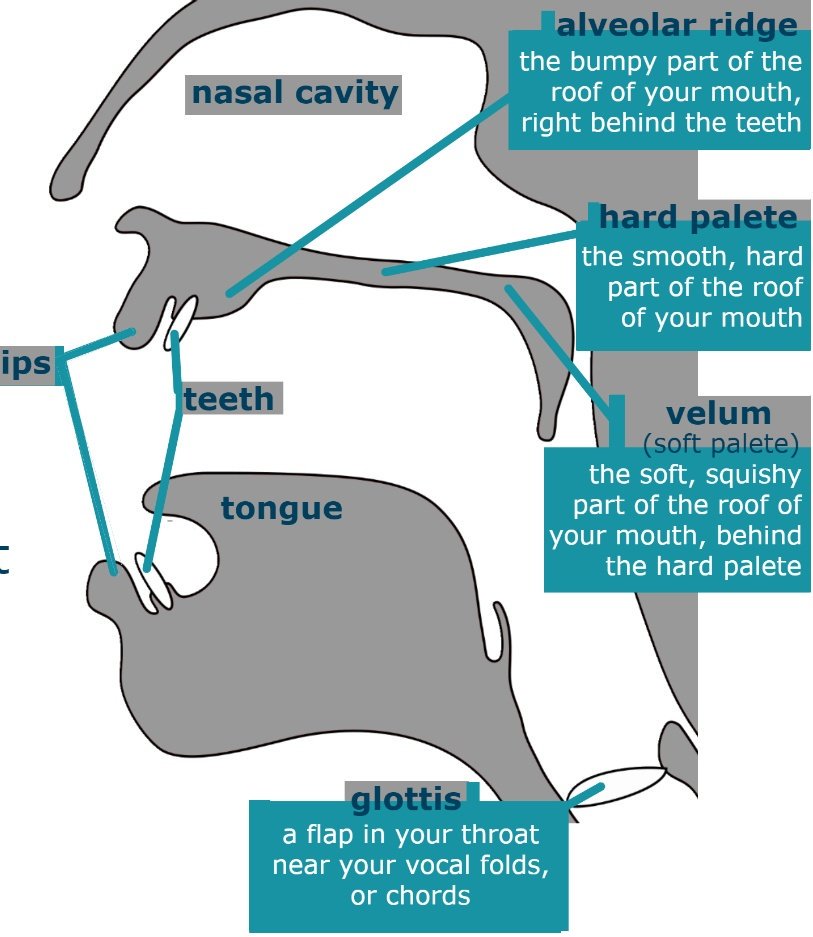 alveolar ridge
the bumpy part of the
roof of your mouth,
right behind the teeth
nasal cavity
hard palete
the smooth, hard
part of the roof
of your mouth
ips
teeth
velum
(soft palete)
the soft, squishy
part of the roof of
your mouth, behind
the hard palete
tongue
t
glottis
a flap in your throat
near your vocal folds,
or chords